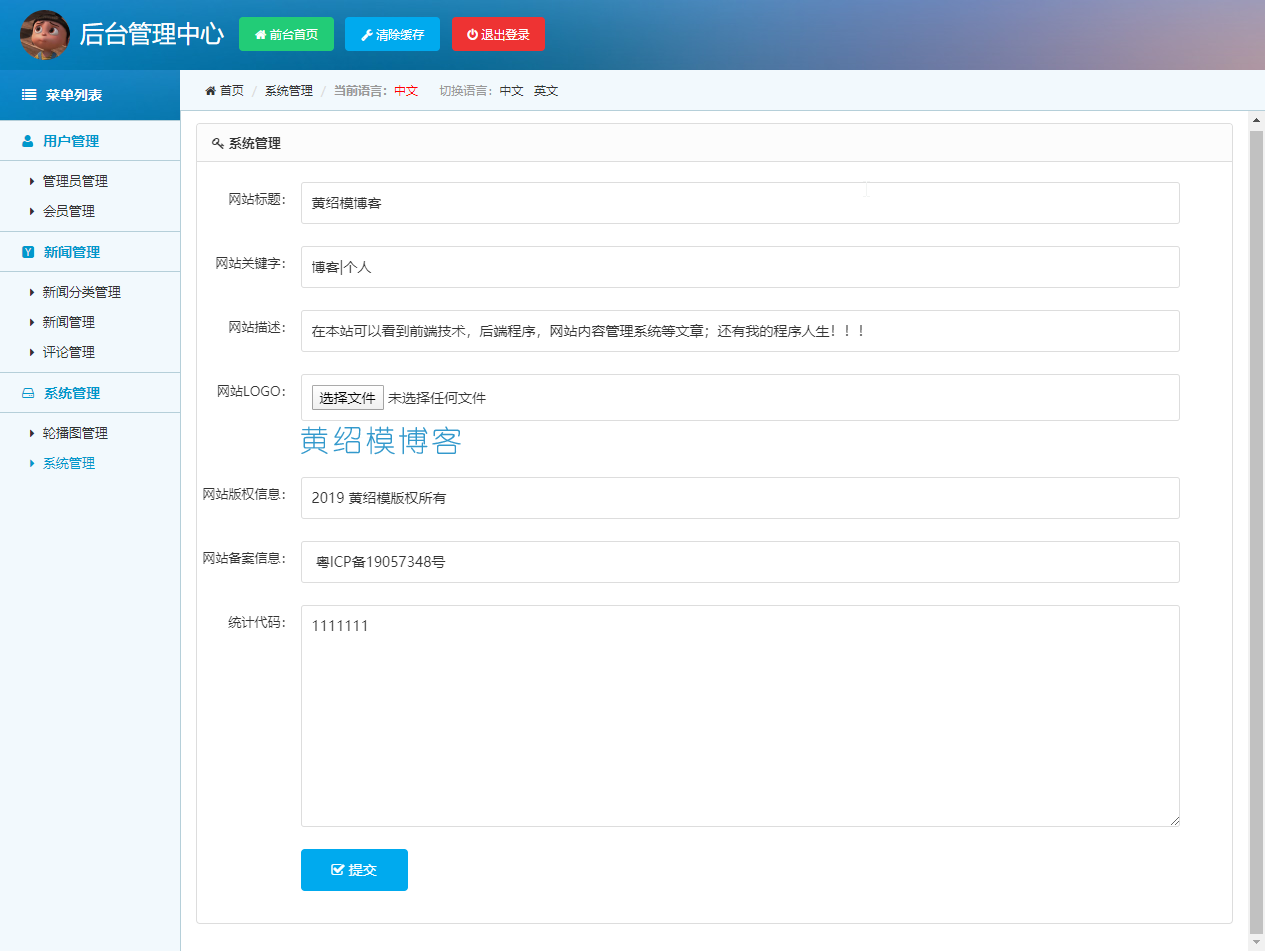 后台管理中心 前台首页 清除缓存 退出登录
菜单列表
首页 / 系统管理 / 当前语言：中文 切换语言：中文 英文
用户管理
管理员管理
会员管理
新闻管理
新闻分类管理
新闻管理
评论管理
系统管理
轮播图管理
系统管理
系统管理
网站标题： 黄绍模博客
网站关键字： 博客|个人
网站描述： 在本站可以看到前端技术，后端程序，网站内容管理系统等文章；还有我的程序人生！！！
网站LOGO： 选择文件 未选择任何文件
黄绍模博客
网站版权信息： 2019 黄绍模版权所有
网站备案信息： 粤ICP备19057348号
统计代码： 1111111
提交